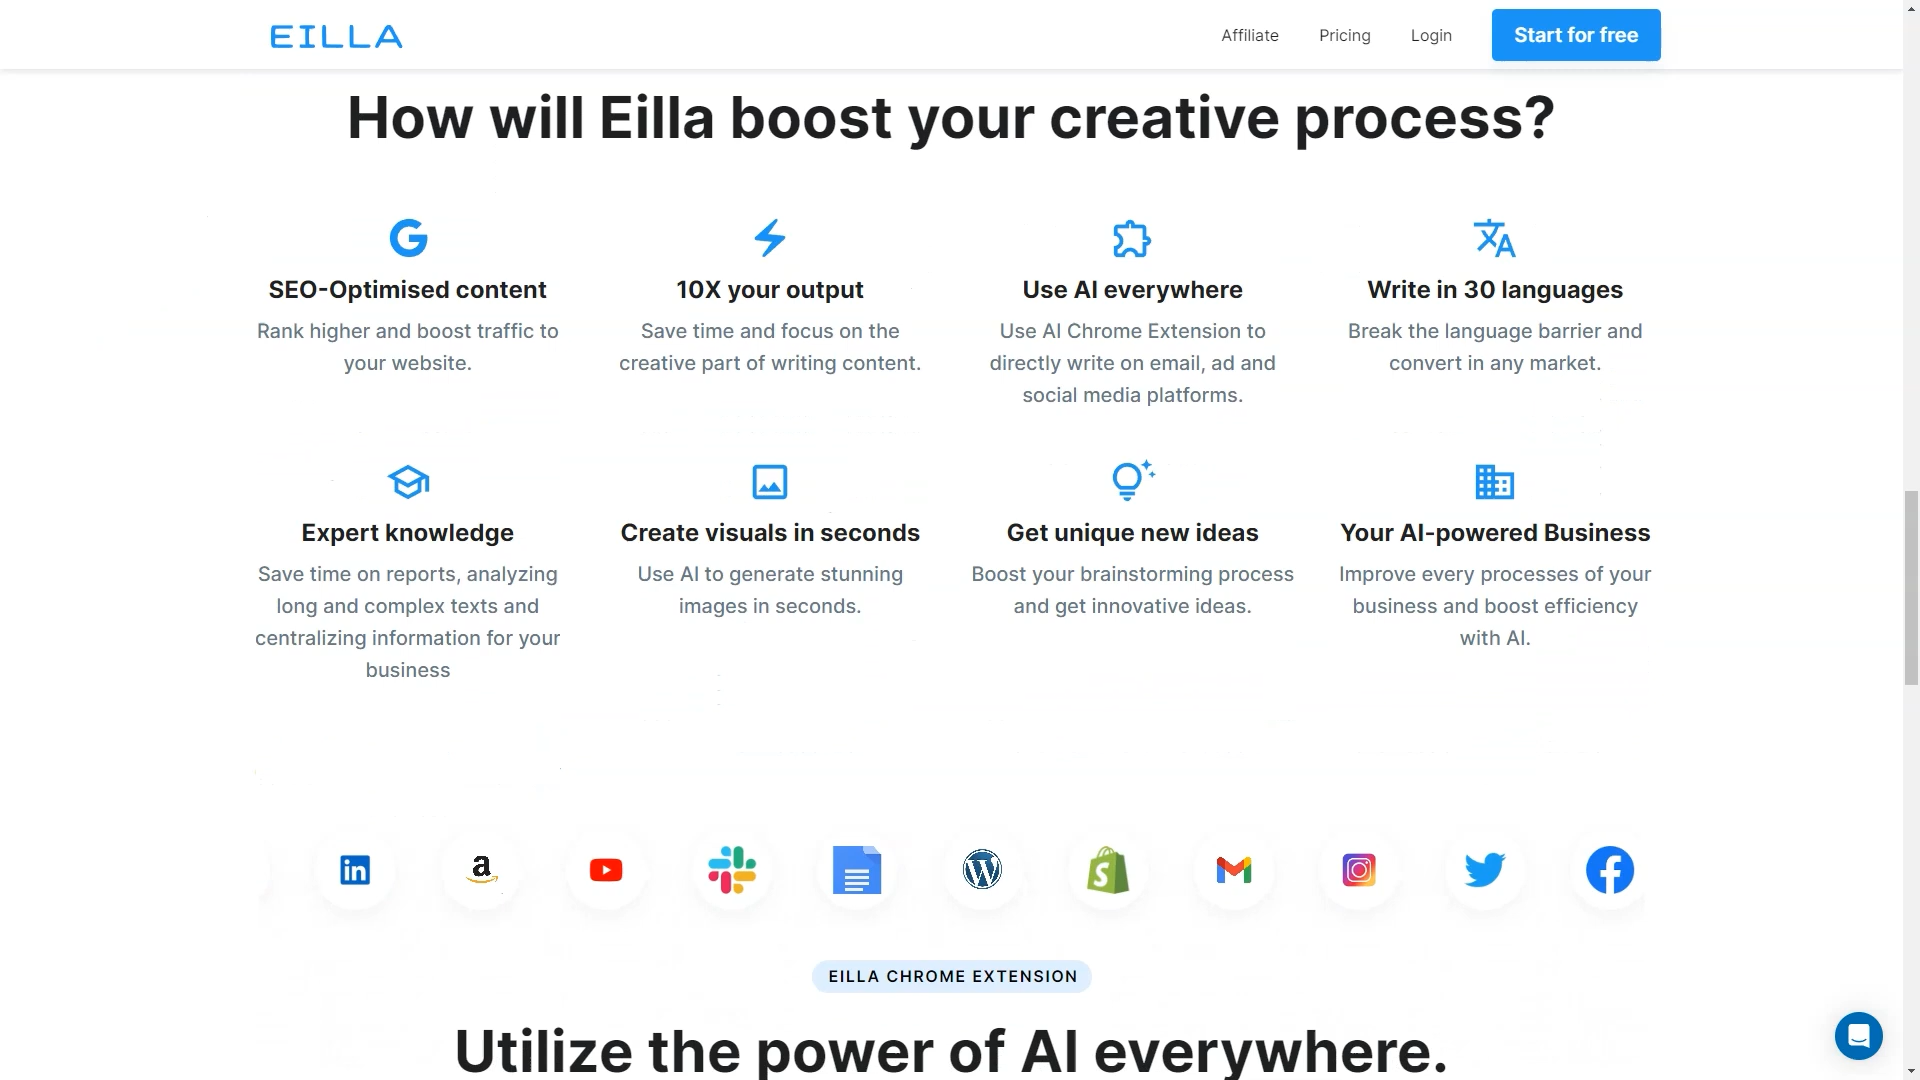 EILLA
Affiliate
Pricing
Login
Start for free
How will Eilla boost your creative process?
SEO-Optimised content
Rank higher and boost traffic to
your website.
10X your output
Save time and focus on the
creative part of writing content.
Use AI everywhere
Use AI Chrome Extension to
directly write on email, ad and
social media platforms.
Write in 30 languages
Break the language barrier and
convert in any market.
Expert knowledge
Save time on reports, analyzing
long and complex texts and
centralizing information for your
business
Create visuals in seconds
Use AI to generate stunning
images in seconds.
Get unique new ideas
Boost your brainstorming process
and get innovative ideas.
Your AI-powered Business
Improve every processes of your
business and boost efficiency
with AI.
EILLA CHROME EXTENSION
Utilize the power of AI everywhere.